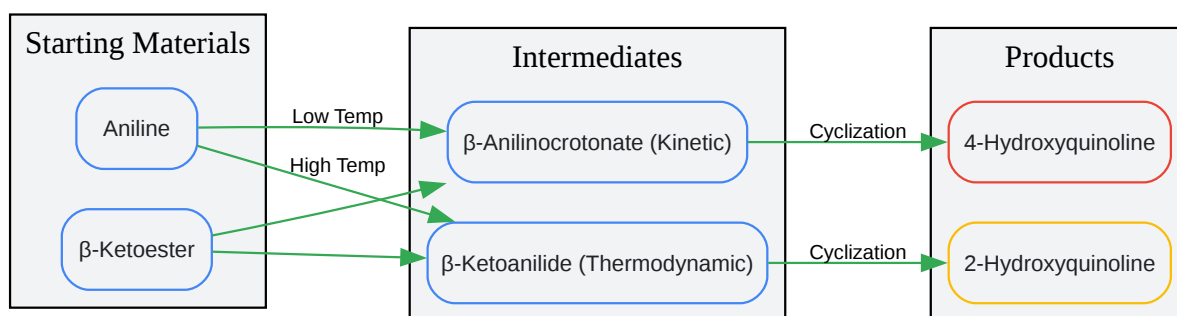 Starting Materials
Aniline
β-Ketoester
Low Temp
High Temp
Intermediates
β-Anilinocrotonate (Kinetic)
β-Ketoanilide (Thermodynamic)
Cyclization
Cyclization
Products
4-Hydroxyquinoline
2-Hydroxyquinoline